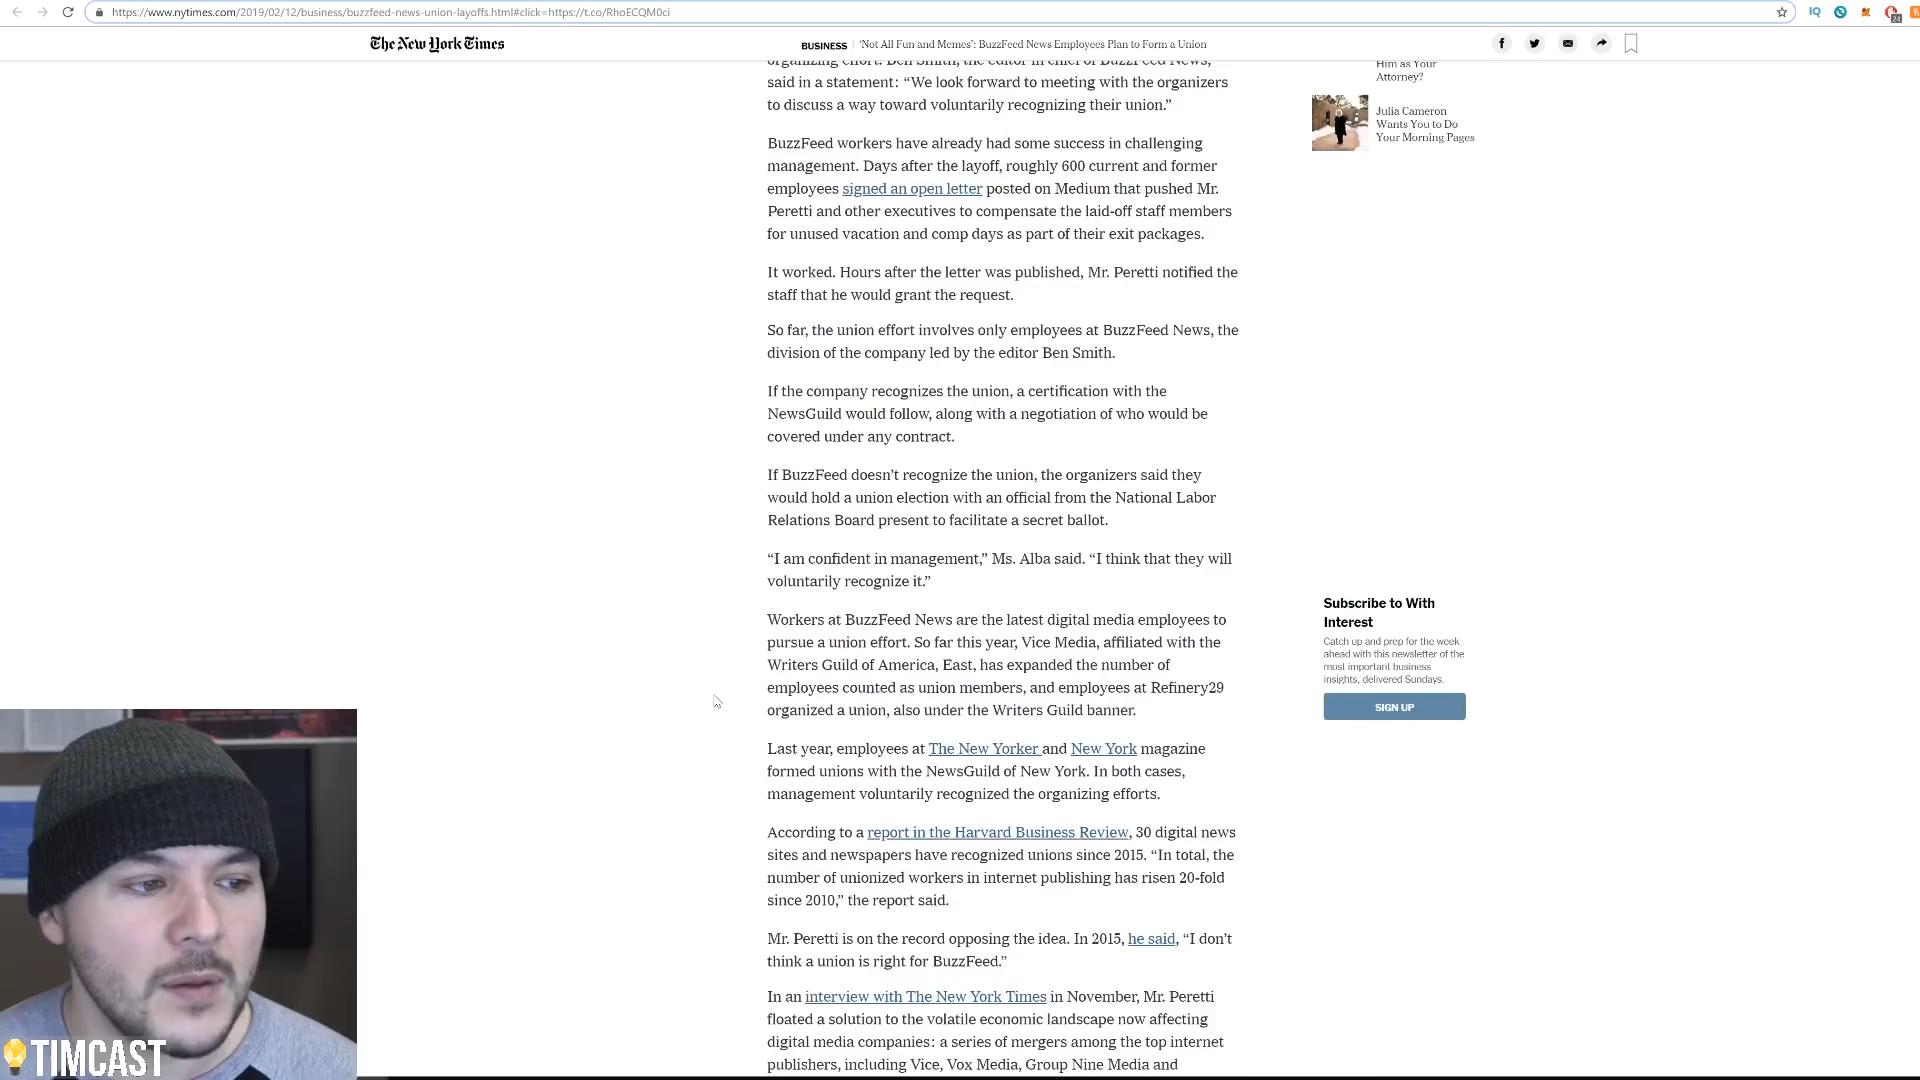 https://www.nytimes.com/2019/02/12/business/buzzfeed-news-union-layoffs.html#click=https://t.co/RhoECQM0ci
IQ
24
The New York Times
BUSINESS
'Not All Fun and Memes': BuzzFeed News Employees Plan to Form a Union
organizing effort. Ben Smith, the editor in chief of BuzzFeed News,
said in a statement: “We look forward to meeting with the organizers
to discuss a way toward voluntarily recognizing their union.”
BuzzFeed workers have already had some success in challenging
management. Days after the layoff, roughly 600 current and former
employees signed an open letter posted on Medium that pushed Mr.
Peretti and other executives to compensate the laid-off staff members
for unused vacation and comp days as part of their exit packages.
It worked. Hours after the letter was published, Mr. Peretti notified the
staff that he would grant the request.
So far, the union effort involves only employees at BuzzFeed News, the
division of the company led by the editor Ben Smith.
If the company recognizes the union, a certification with the
NewsGuild would follow, along with a negotiation of who would be
covered under any contract.
If BuzzFeed doesn’t recognize the union, the organizers said they
would hold a union election with an official from the National Labor
Relations Board present to facilitate a secret ballot.
“I am confident in management,” Ms. Alba said. “I think that they will
voluntarily recognize it.”
Workers at BuzzFeed News are the latest digital media employees to
pursue a union effort. So far this year, Vice Media, affiliated with the
Writers Guild of America, East, has expanded the number of
employees counted as union members, and employees at Refinery29
organized a union, also under the Writers Guild banner.
Last year, employees at The New Yorker and New York magazine
formed unions with the NewsGuild of New York. In both cases,
management voluntarily recognized the organizing efforts.
According to a report in the Harvard Business Review, 30 digital news
sites and newspapers have recognized unions since 2015. “In total, the
number of unionized workers in internet publishing has risen 20-fold
since 2010,” the report said.
Mr. Peretti is on the record opposing the idea. In 2015, he said, “I don’t
think a union is right for BuzzFeed.”
In an interview with The New York Times in November, Mr. Peretti
floated a solution to the volatile economic landscape now affecting
digital media companies: a series of mergers among the top internet
publishers, including Vice, Vox Media, Group Nine Media and
Him as Your
Attorney?
Julia Cameron
Wants You to Do
Your Morning Pages
Subscribe to With
Interest
Catch up and prep for the week
ahead with this newsletter of the
most important business
insights, delivered Sundays.
SIGN UP
TIMCAST